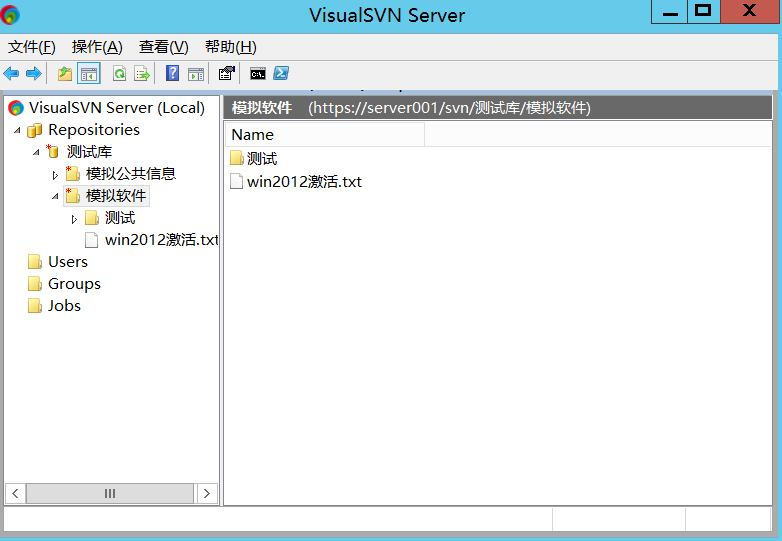 VisualSVN Server
文件(F) 操作(A) 查看(V) 帮助(H)
VisualSVN Server (Local)
Repositories
测试库
模拟公共信息
模拟软件
测试
win2012激活.txt
Users
Groups
Jobs
模拟软件 (https://server001/svn/测试库/模拟软件)
Name
测试
win2012激活.txt